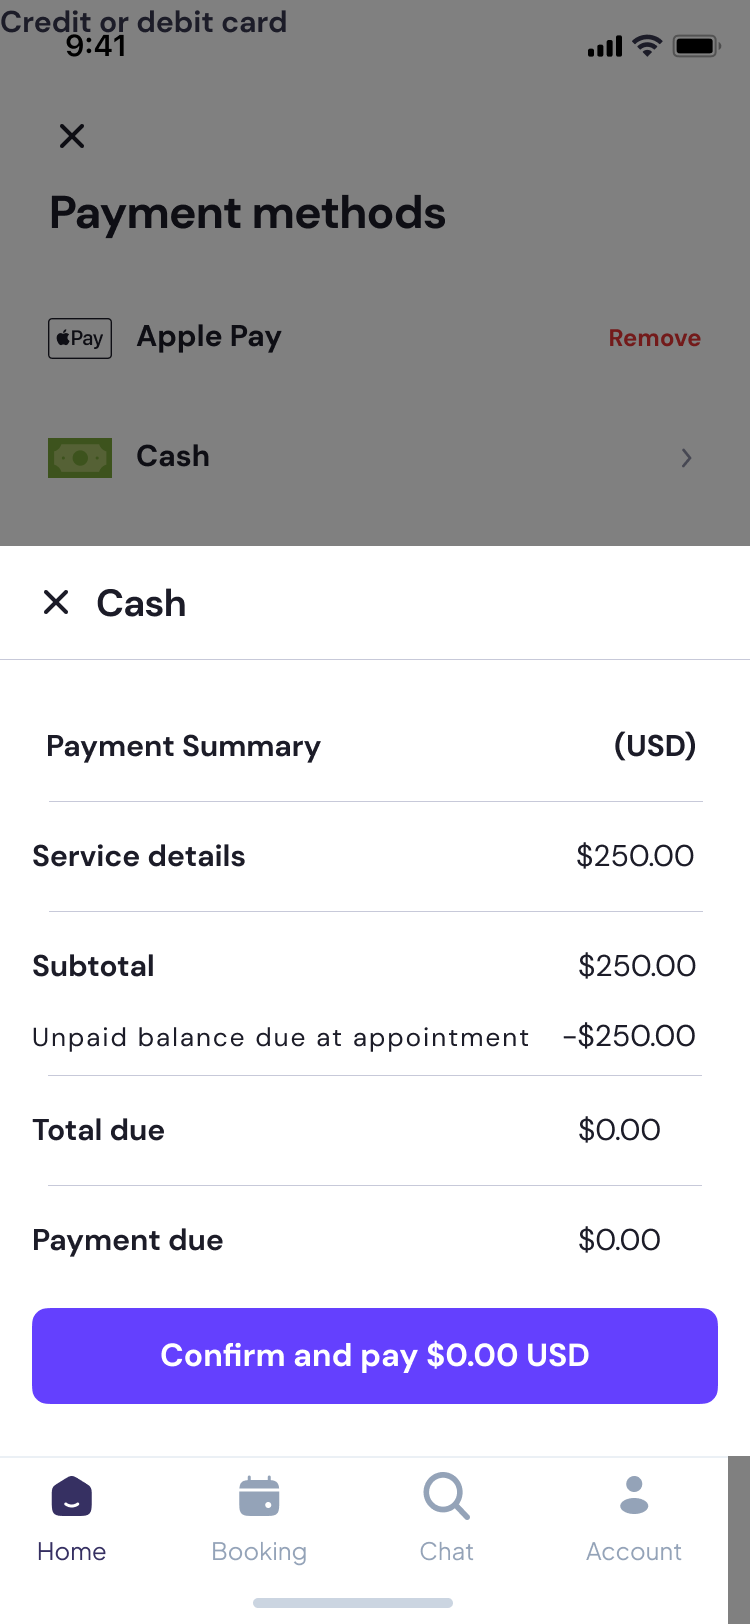 Credit or debit card
9:41
Payment methods
Pay Apple Pay Remove
Cash
Cash
Payment Summary (USD)
Service details $250.00
Subtotal $250.00
Unpaid balance due at appointment -$250.00
Total due $0.00
Payment due $0.00
Confirm and pay $0.00 USD
Home Booking Chat Account